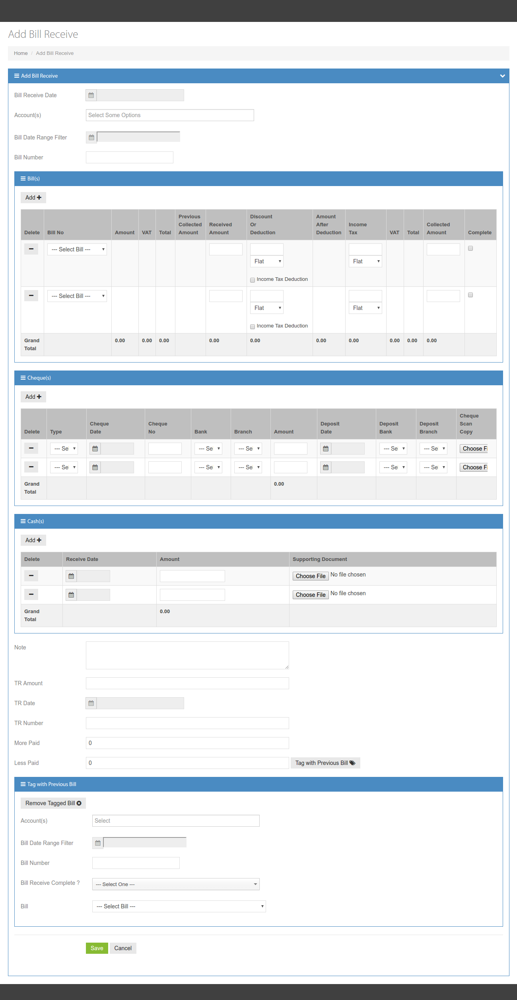 Add Bill Receive
Home / Add Bill Receive
Add Bill Receive
Bill Receive Date
Account(s) Select Some Options
Bill Date Range Filter
Bill Number
Bill(s)
Add
Delete Bill No Amount VAT Total Previous Collected Amount Received Amount Discount Or Deduction Amount After Deduction Income Tax VAT Total Collected Amount Complete
--- Select Bill ---
Flat Flat
Income Tax Deduction
--- Select Bill ---
Flat Flat
Income Tax Deduction
Grand Total 0.00 0.00 0.00 0.00 0.00 0.00 0.00 0.00 0.00 0.00
Cheque(s)
Add
Delete Type Cheque Date Cheque No Bank Branch Amount Deposit Date Deposit Bank Deposit Branch Cheque Scan Copy
--- Se --- Se --- Se --- Se --- Se Choose F
--- Se --- Se --- Se --- Se --- Se Choose F
Grand Total 0.00
Cash(s)
Add
Delete Receive Date Amount Supporting Document
Choose File No file chosen
Choose File No file chosen
Grand Total 0.00
Note
TR Amount
TR Date
TR Number
More Paid 0
Less Paid 0 Tag with Previous Bill
Tag with Previous Bill
Remove Tagged Bill
Account(s) Select
Bill Date Range Filter
Bill Number
Bill Receive Complete ? --- Select One ---
Bill --- Select Bill ---
Save Cancel